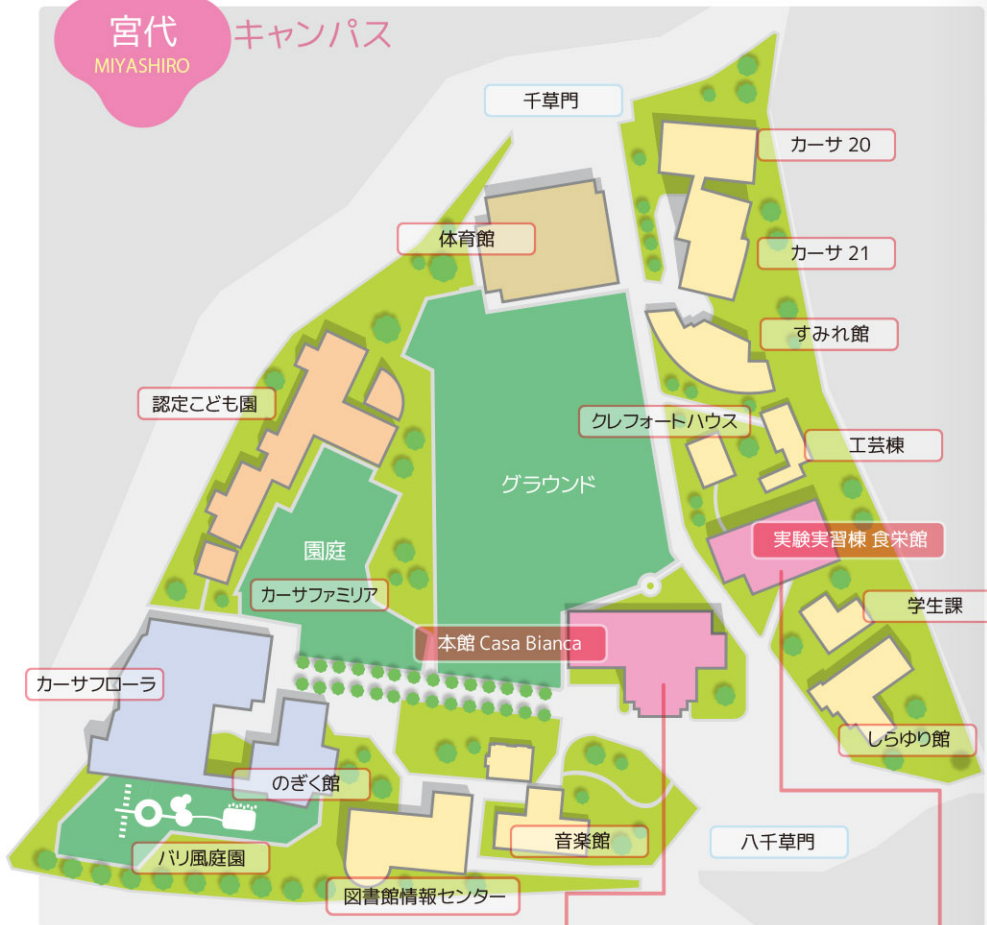 宮代
MIYASHIRO
キャンパス
千草門
カーサ 20
体育館
カーサ 21
すみれ館
認定こども園
クレフォートハウス
工芸棟
グラウンド
実験実習棟 食栄館
園庭
カーサファミリア
学生課
本館 Casa Bianca
カーサフローラ
しらゆり館
のぎく館
音楽館
八千草門
バリ風庭園
図書館情報センター